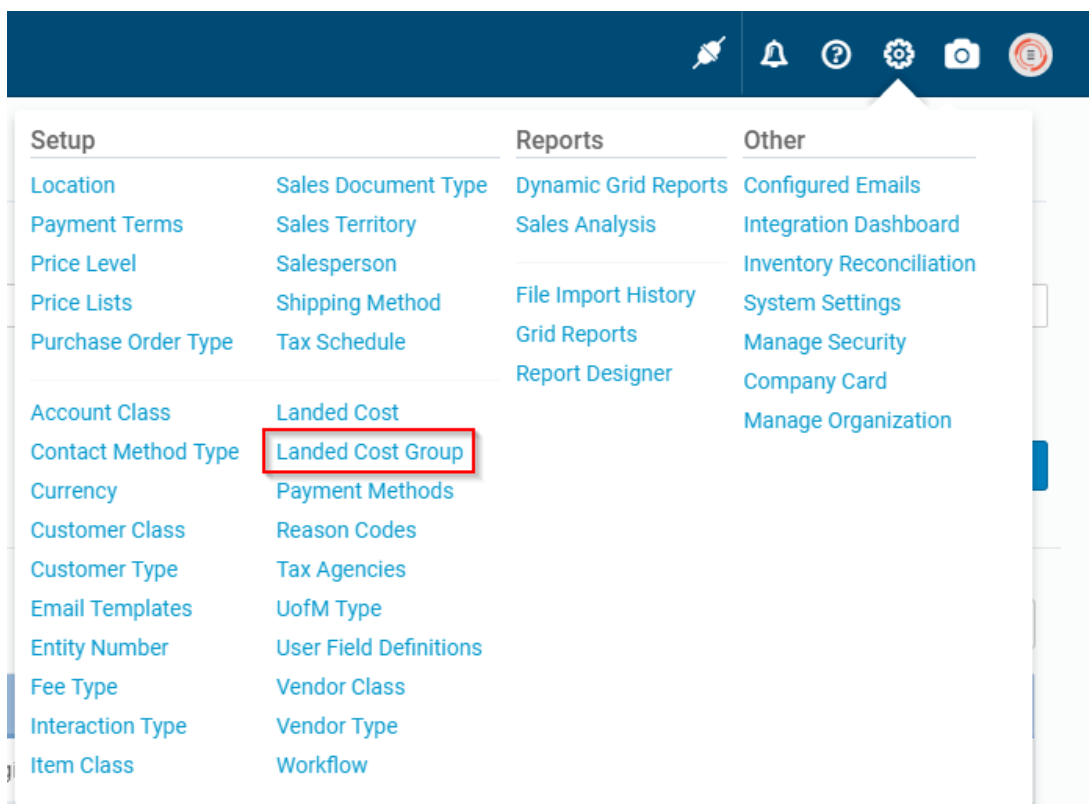 Setup
Location
Payment Terms
Price Level
Price Lists
Purchase Order Type
Sales Document Type
Sales Territory
Salesperson
Shipping Method
Tax Schedule
Account Class
Contact Method Type
Currency
Customer Class
Customer Type
Email Templates
Entity Number
Fee Type
Interaction Type
Item Class
Landed Cost
Landed Cost Group
Payment Methods
Reason Codes
Tax Agencies
UofM Type
User Field Definitions
Vendor Class
Vendor Type
Workflow
Reports
Dynamic Grid Reports
Sales Analysis
File Import History
Grid Reports
Report Designer
Other
Configured Emails
Integration Dashboard
Inventory Reconciliation
System Settings
Manage Security
Company Card
Manage Organization